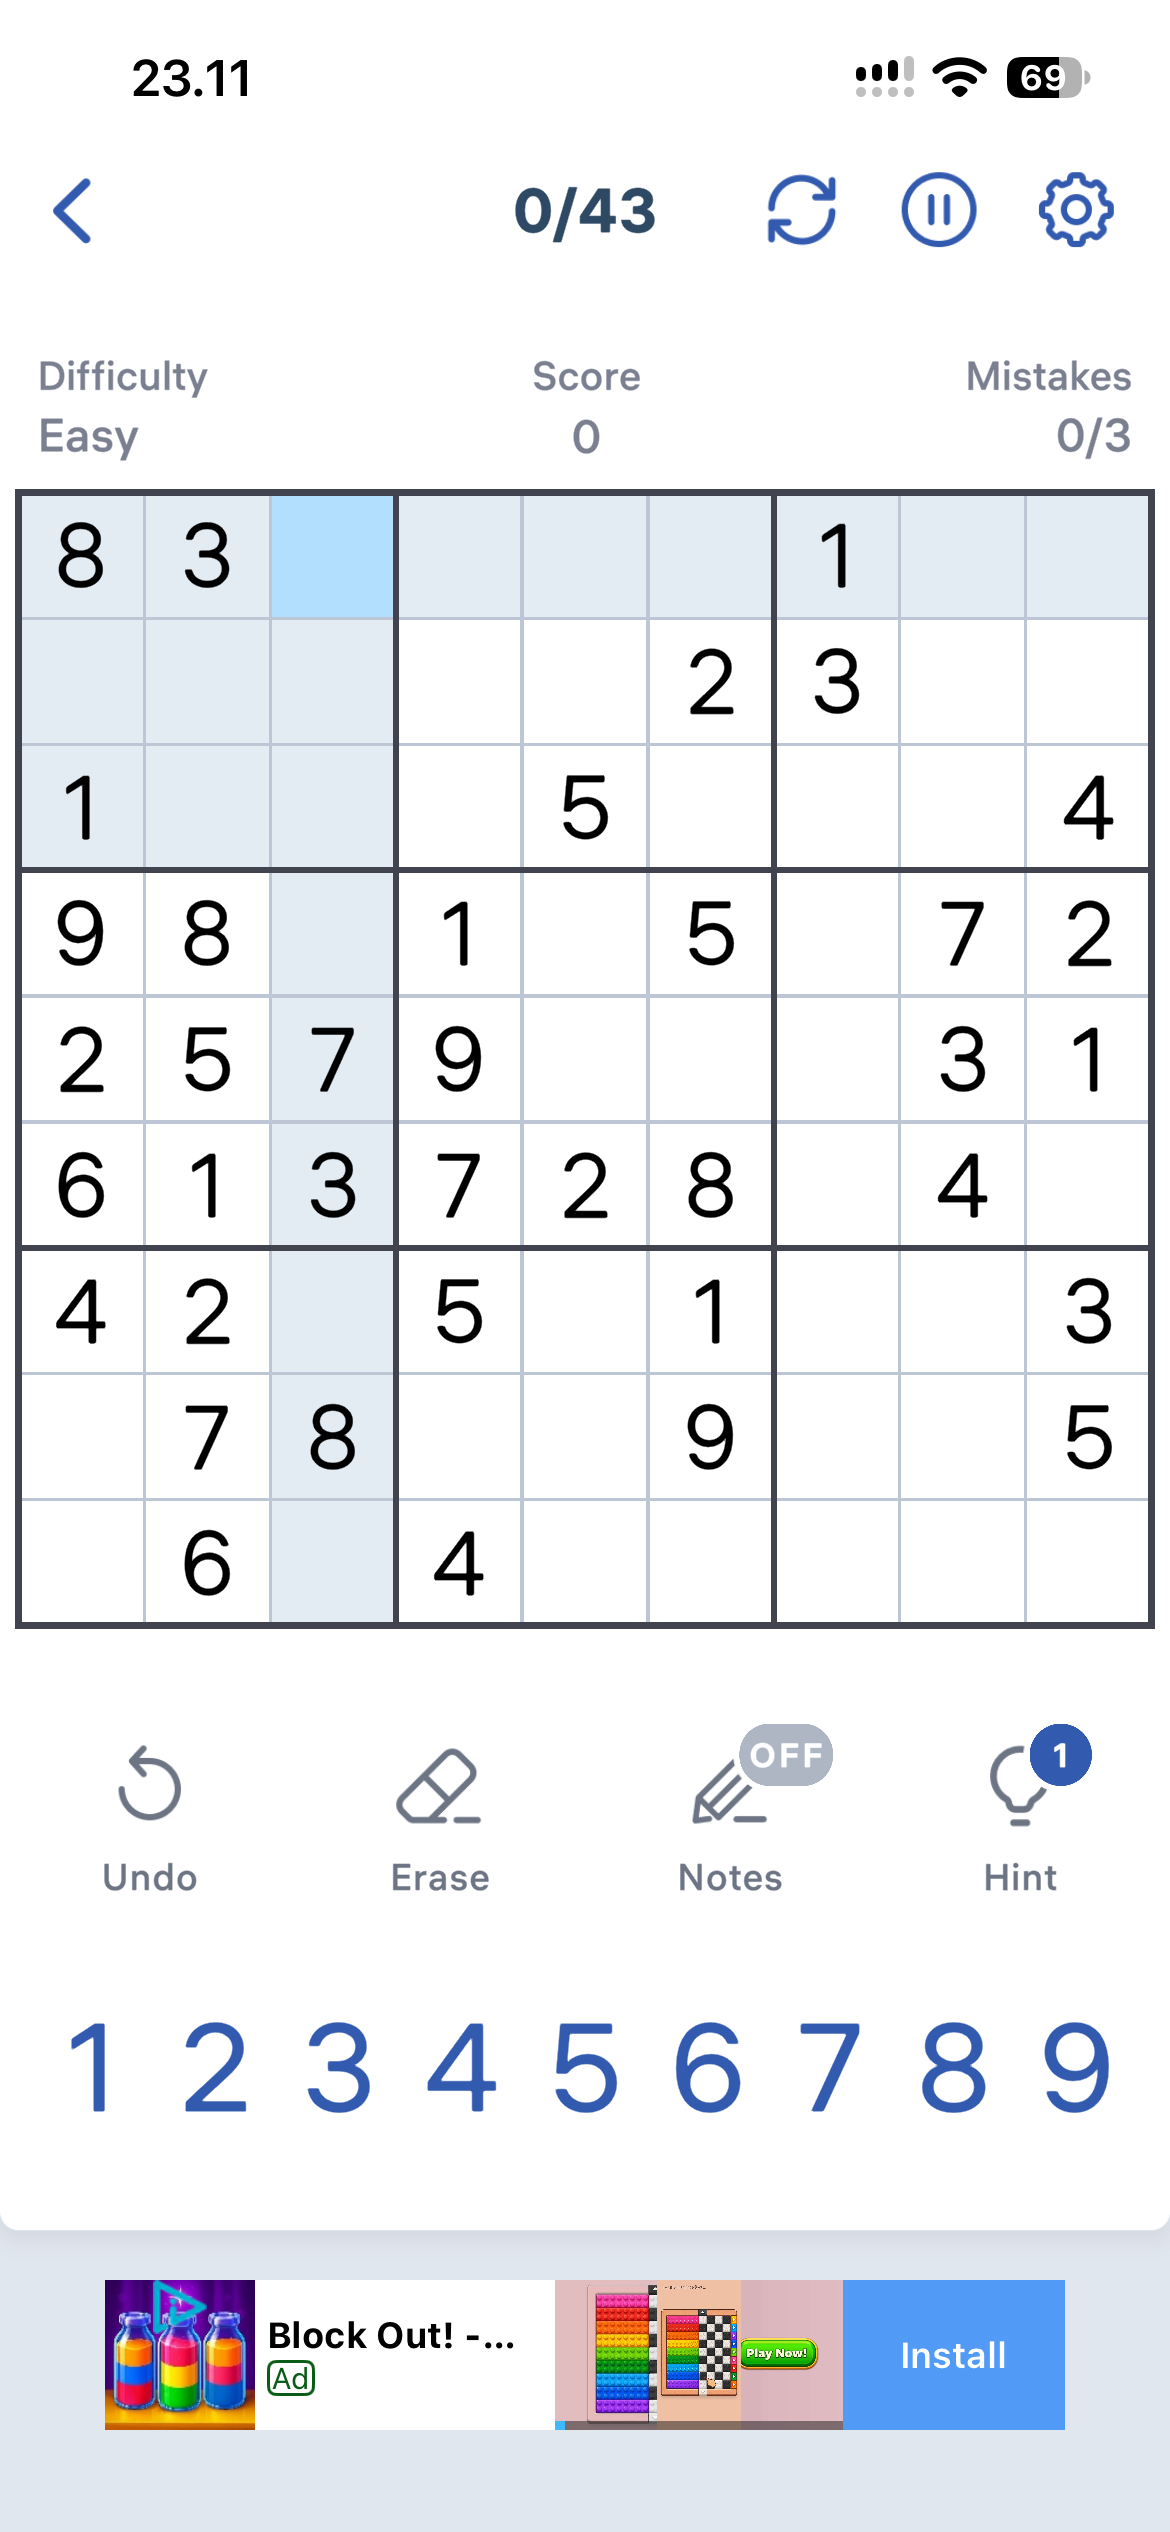 23.11 69
0/43
Difficulty Score Mistakes
Easy 0 0/3
8 3 1
2 3
1 5 4
9 8 1 5 7 2
2 5 7 9 3 1
6 1 3 7 2 8 4
4 2 5 1 3
7 8 9 5
6 4
OFF 1
Undo Erase Notes Hint
1 2 3 4 5 6 7 8 9
Block Out! -...
Ad
Play Now!
Install